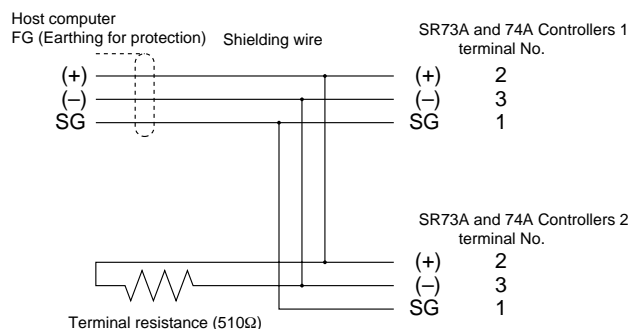 Host computer
FG (Earthing for protection) Shielding wire
SR73A and 74A Controllers 1
terminal No.
(+) (+) 2
(–) (–) 3
SG SG 1
SR73A and 74A Controllers 2
terminal No.
(+) 2
(–) 3
SG 1
Terminal resistance (510Ω)